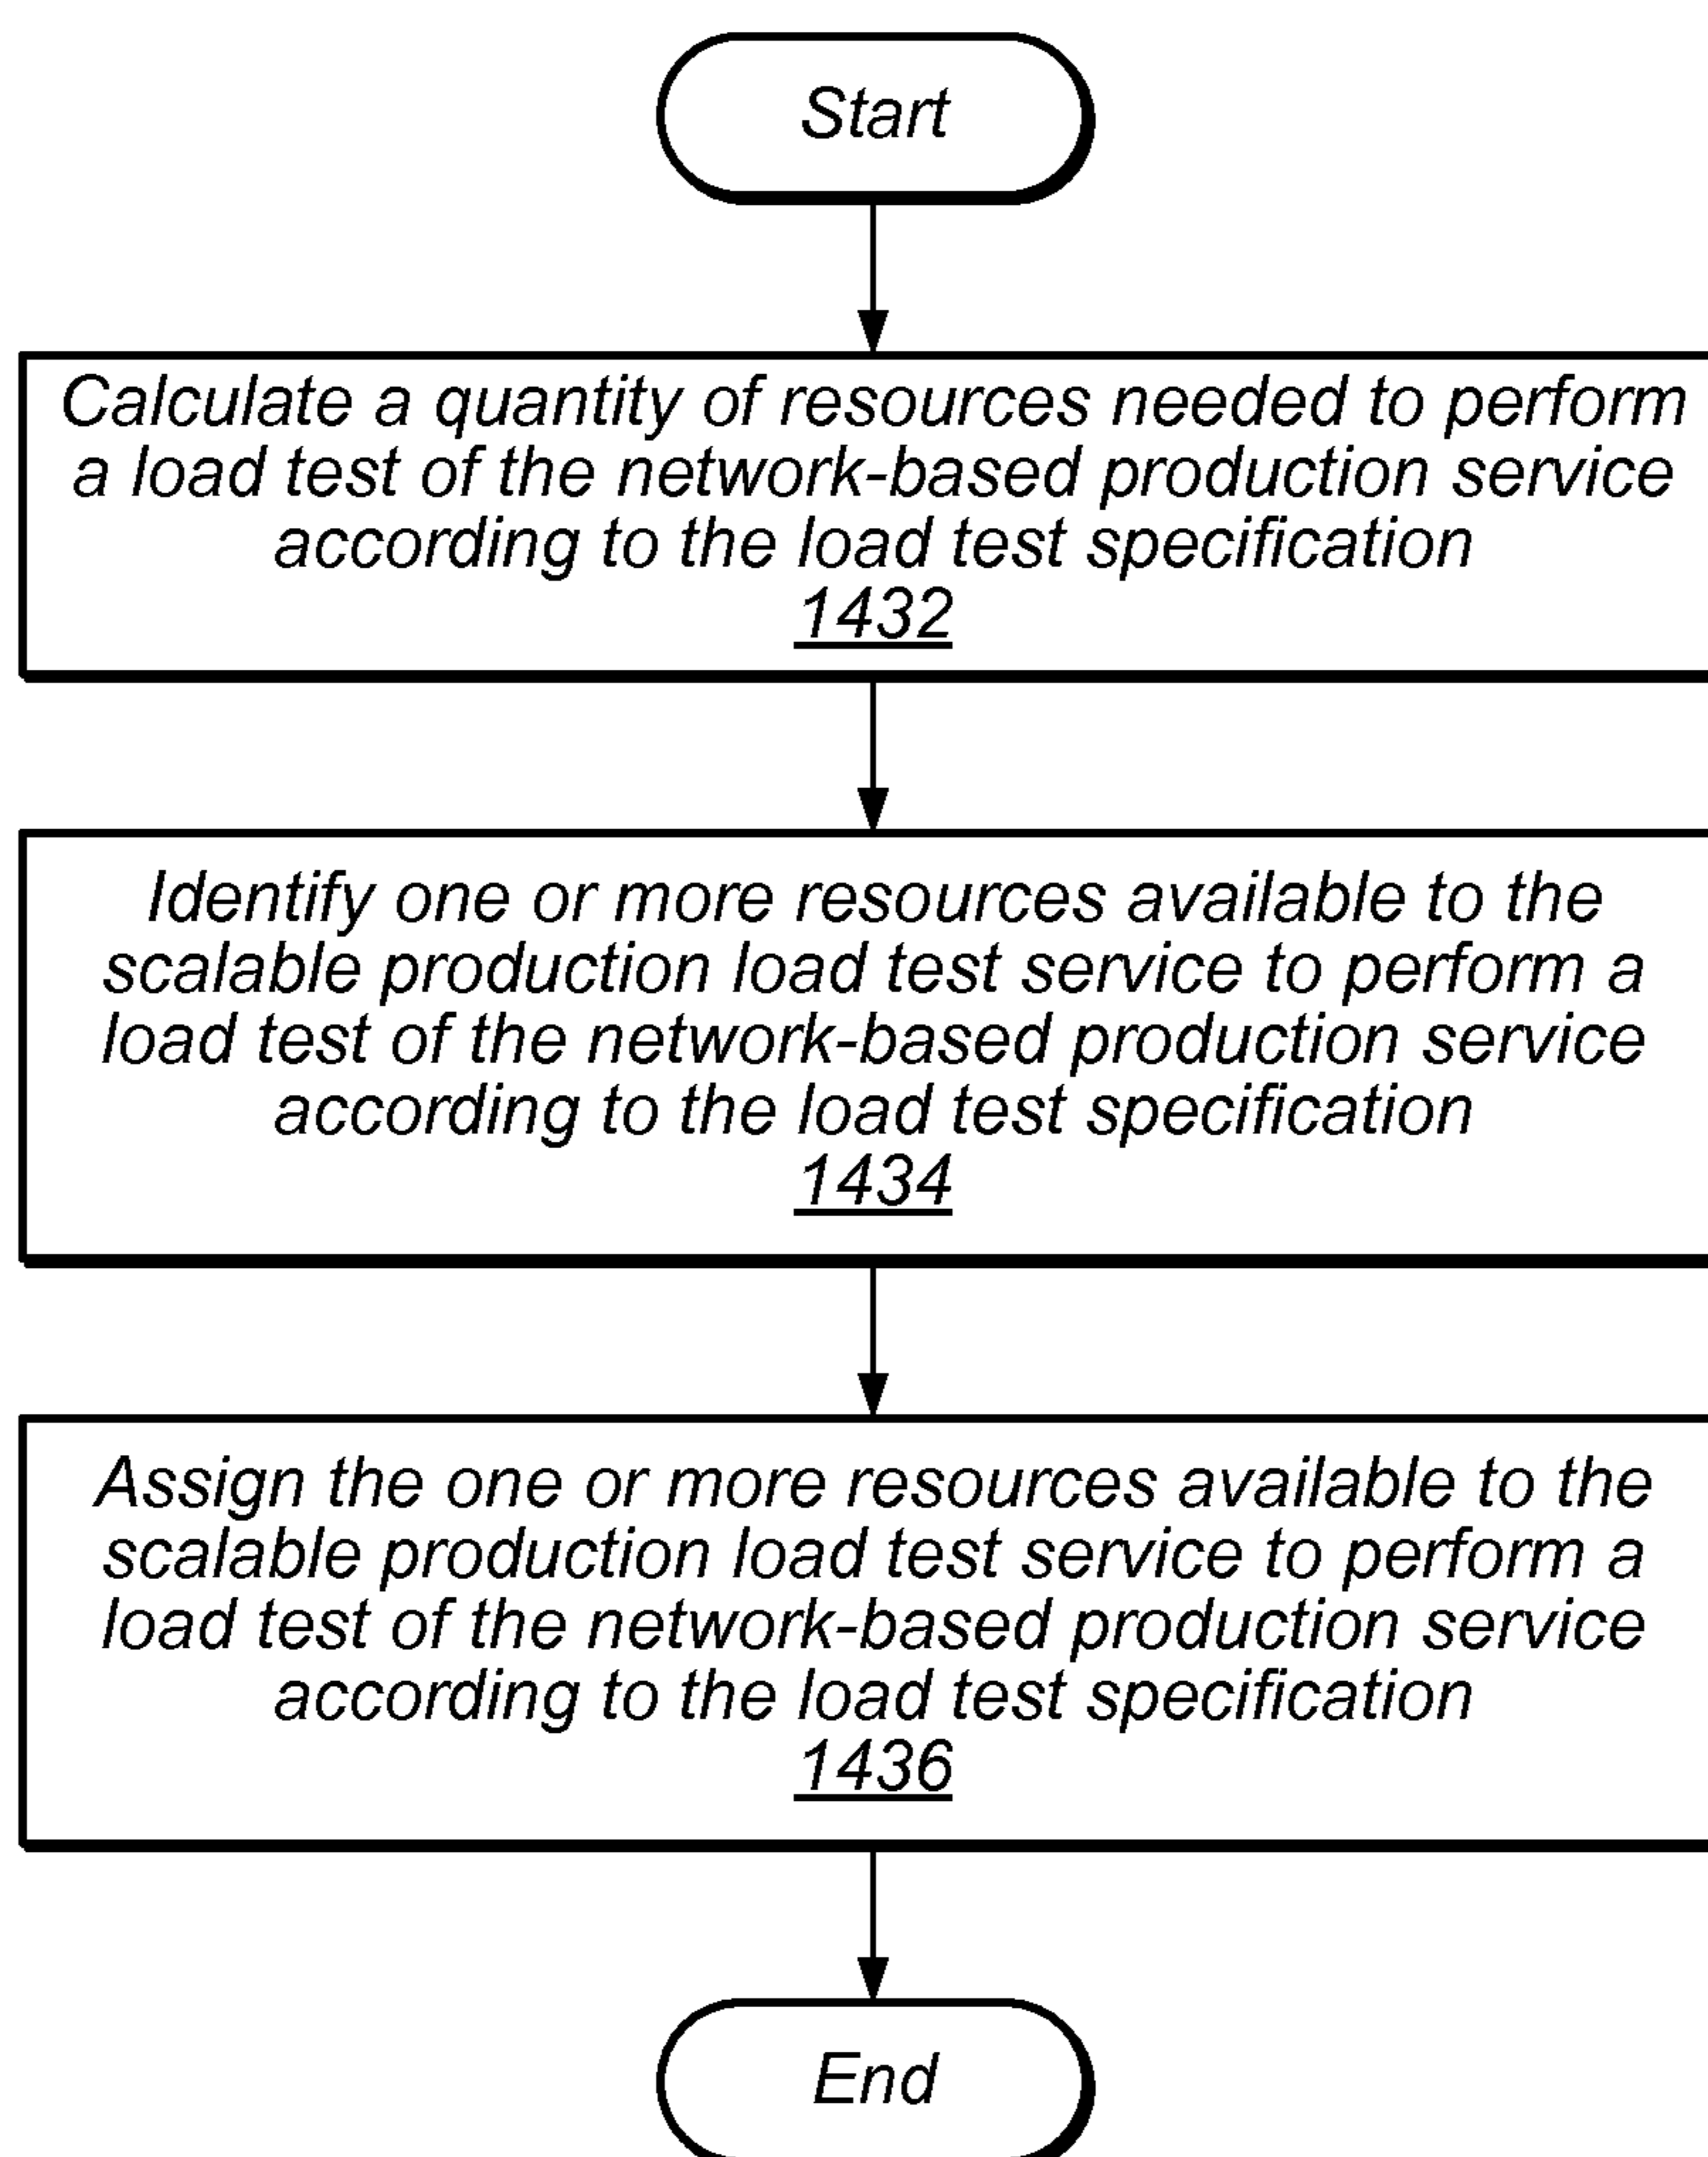 Start
Calculate a quantity of resources needed to perform
a load test of the network-based production service
according to the load test specification
1432
Identify one or more resources available to the
scalable production load test service to perform a
load test of the network-based production service
according to the load test specification
1434
Assign the one or more resources available to the
scalable production load test service to perform a
load test of the network-based production service
according to the load test specification
1436
End